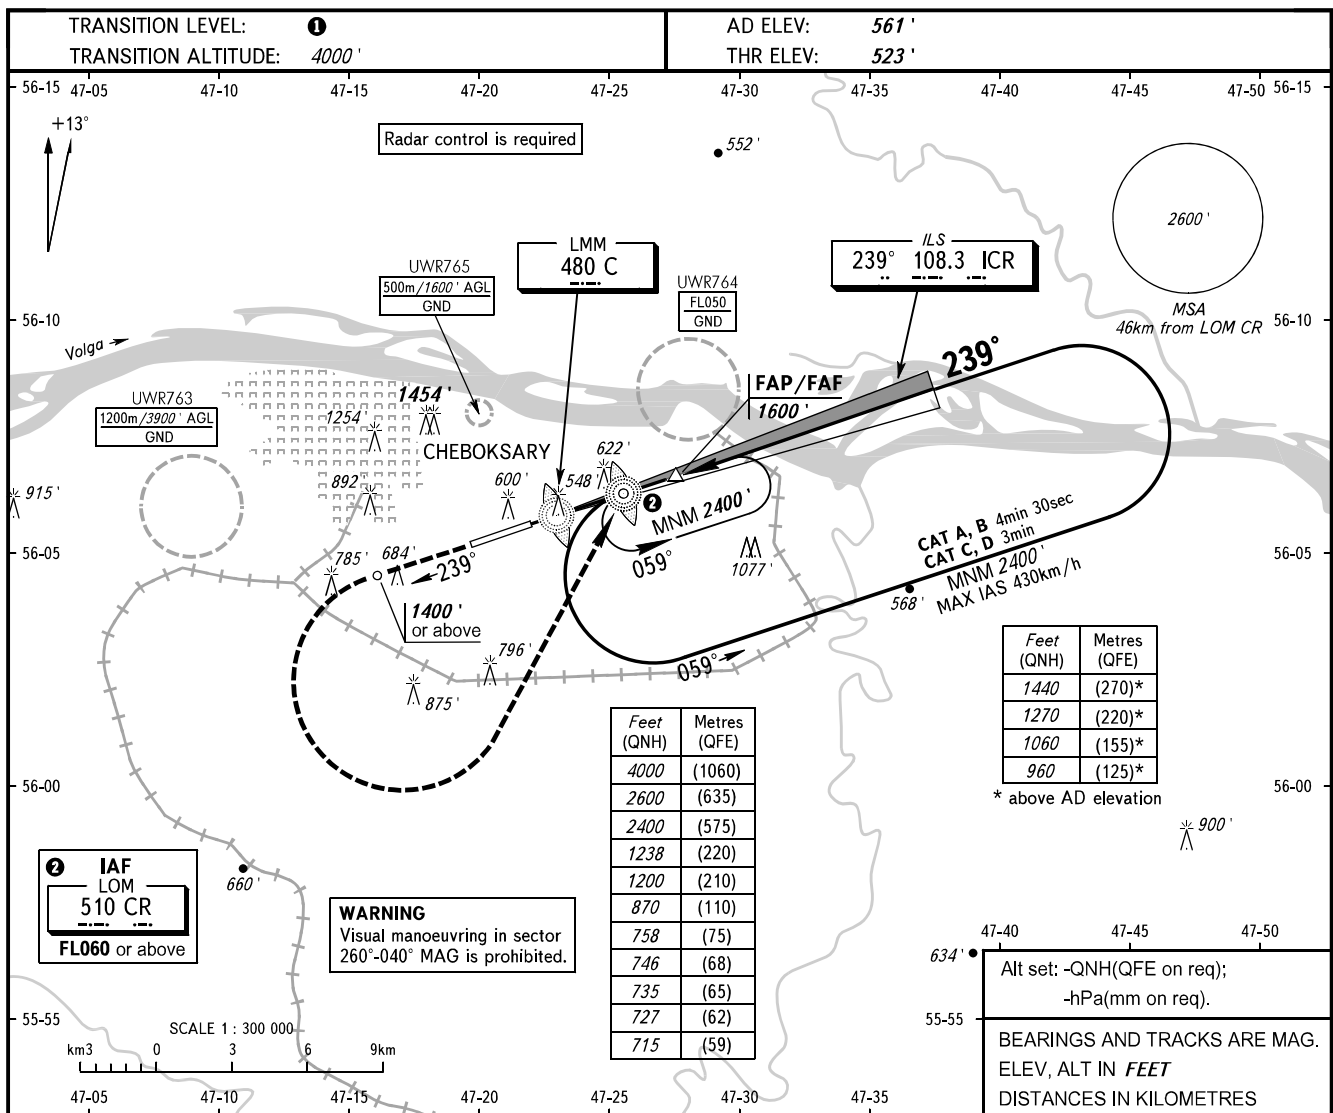 TRANSITION LEVEL: ❶
TRANSITION ALTITUDE: 4000 '
AD ELEV: 561 '
THR ELEV: 523 '
56-15 47-05 47-10 47-15 47-20 47-25 47-30 47-35 47-40 47-45 47-50 56-15
+13°
Radar control is required
552 '
2600 '
MSA
46km from LOM CR
LMM
480 C
ILS
239° 108.3 ICR
UWR765
500m/1600' AGL
GND
UWR764
FL050
GND
56-10
56-10
Volga
239°
UWR763
1200m/3900' AGL
GND
1454 '
1254 '
FAP/FAF
1600 '
CHEBOKSARY
622 '
600 '
548 '
892 '
915 '
❷
MNM 2400 '
059°
CAT A, B 4min 30sec
CAT C, D 3min
MNM 2400'
MAX IAS 430km/h
56-05
56-05
785 '
684 '
239°
1077 '
568 '
1400 '
or above
796 '
875 '
059°
Feet (QNH) Metres (QFE)
1440 (270)*
1270 (220)*
1060 (155)*
960 (125)*
* above AD elevation
Feet (QNH) Metres (QFE)
4000 (1060)
2600 (635)
2400 (575)
1238 (220)
1200 (210)
870 (110)
758 (75)
746 (68)
735 (65)
727 (62)
715 (59)
56-00
56-00
900 '
❷ IAF
LOM
510 CR
FL060 or above
660 '
WARNING
Visual manoeuvring in sector
260°-040° MAG is prohibited.
47-40 47-45 47-50
634 '
Alt set: -QNH(QFE on req);
-hPa(mm on req).
55-55
55-55
SCALE 1 : 300 000
km3 0 3 6 9km
BEARINGS AND TRACKS ARE MAG.
ELEV, ALT IN FEET
DISTANCES IN KILOMETRES
47-05 47-10 47-15 47-20 47-25 47-30 47-35